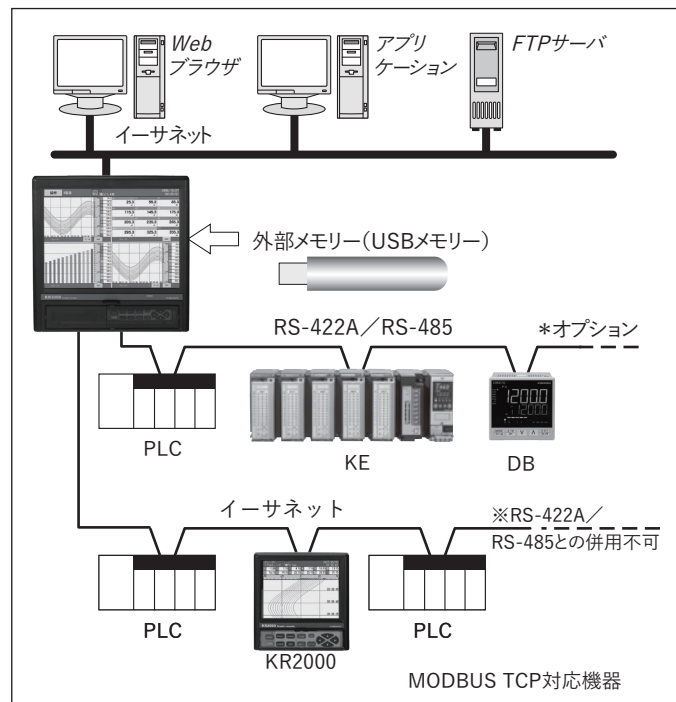 Web
ブラウザ
アプリ
ケーション
FTPサーバ
イーサネット
外部メモリー(USBメモリー)
RS-422A／RS-485
*オプション
1200.0
1200.0
PLC
KE
DB
イーサネット
※RS-422A／
RS-485との併用不可
PLC
KR2000
PLC
MODBUS TCP対応機器